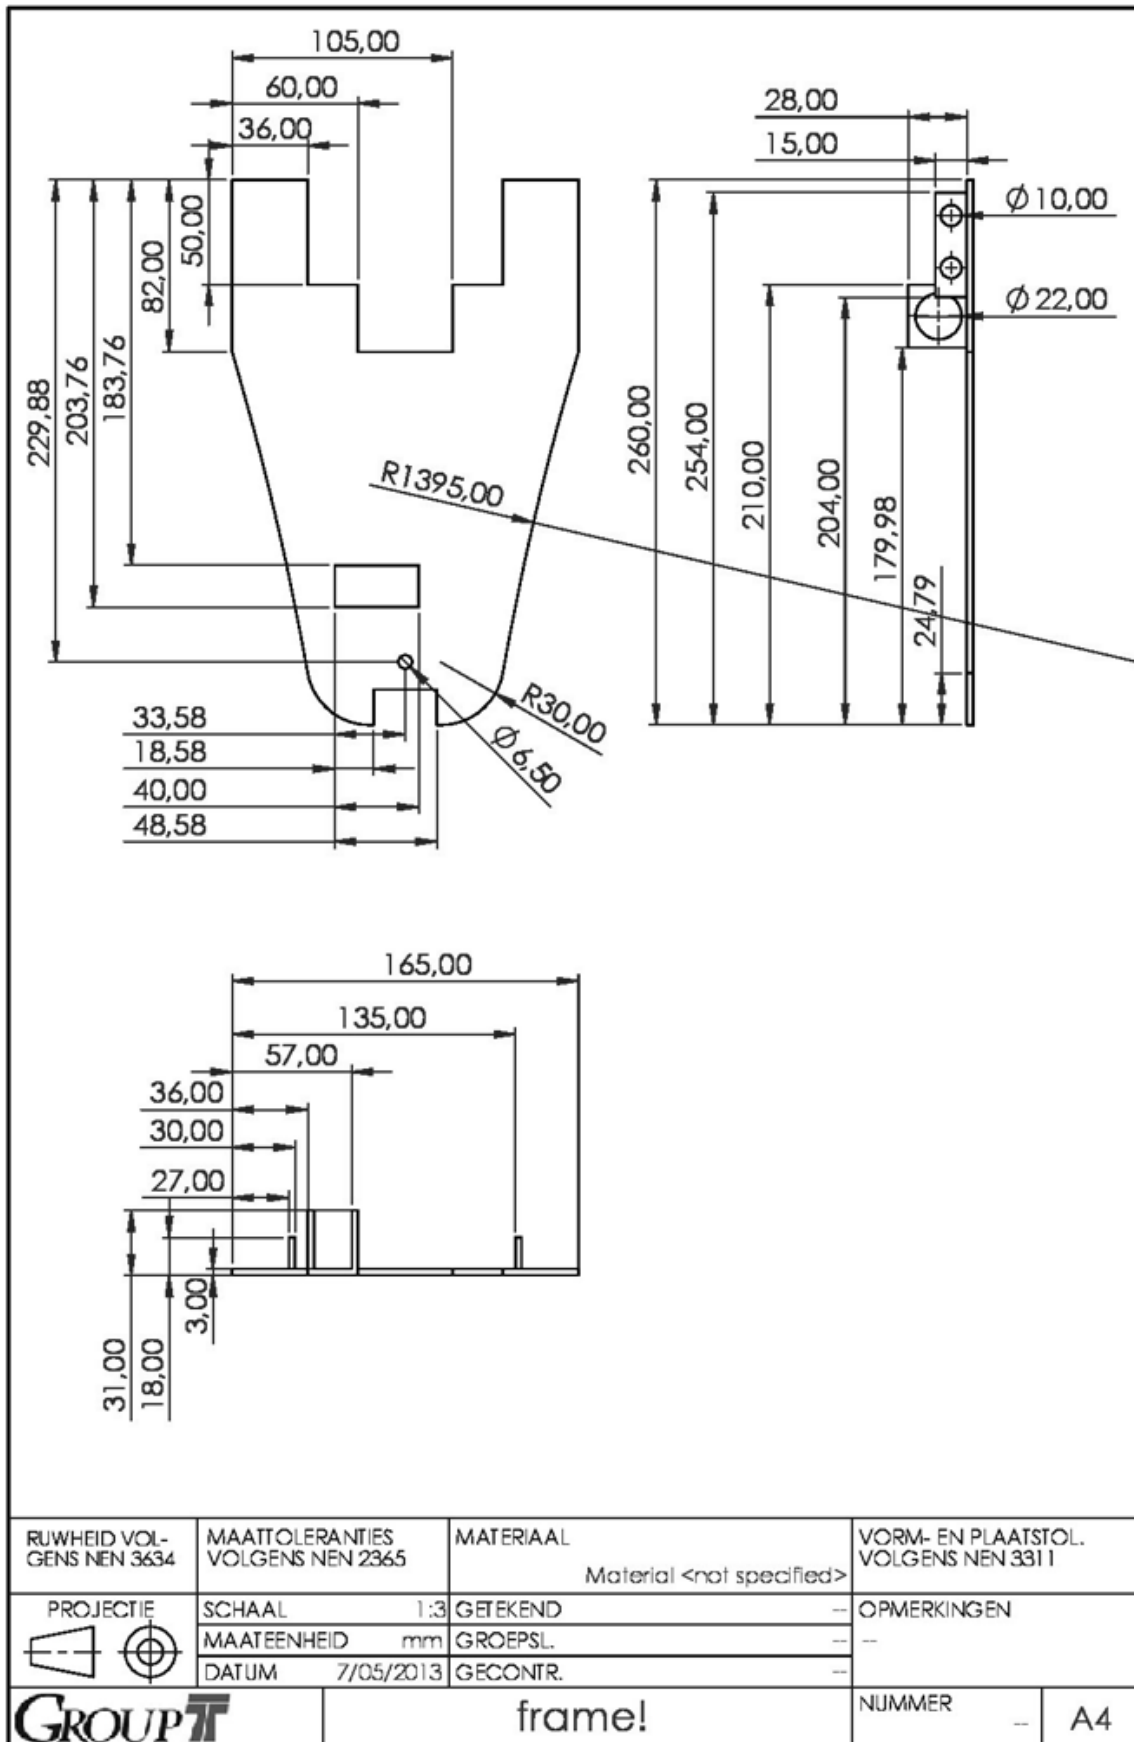 105,00
60,00
36,00
50,00
82,00
183,76
203,76
229,88
R1395,00
R30,00
Ø6,50
33,58
18,58
40,00
48,58
28,00
15,00
Ø10,00
Ø22,00
260,00
254,00
210,00
204,00
179,98
24,79
165,00
135,00
57,00
36,00
30,00
27,00
31,00
18,00
3,00
RUWHEID VOL-
GENS NEN 3634
MAATTOLERANTIES
VOLGENS NEN 2365
MATERIAAL
Material <not specified>
VORM- EN PLAATSTOL.
VOLGENS NEN 3311
PROJECTIE
SCHAAL 1:3
MAATEENHEID mm
DATUM 7/05/2013
GETEKEND --
GROEPSL. --
GECONTR. --
OPMERKINGEN
--
GROUP T
frame!
NUMMER --
A4